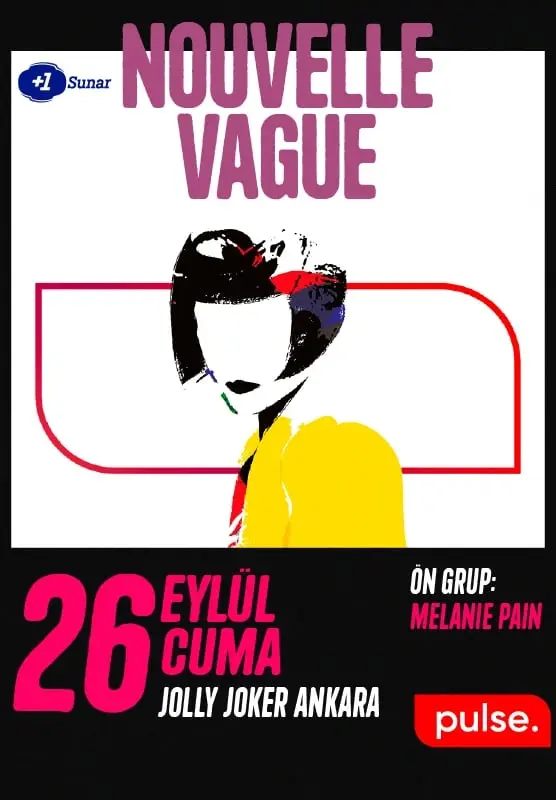 NOUVELLE
VAGUE
+1 Sunar
26 EYLÜL
CUMA
JOLLY JOKER ANKARA
ÖN GRUP:
MELANIE PAIN
pulse.